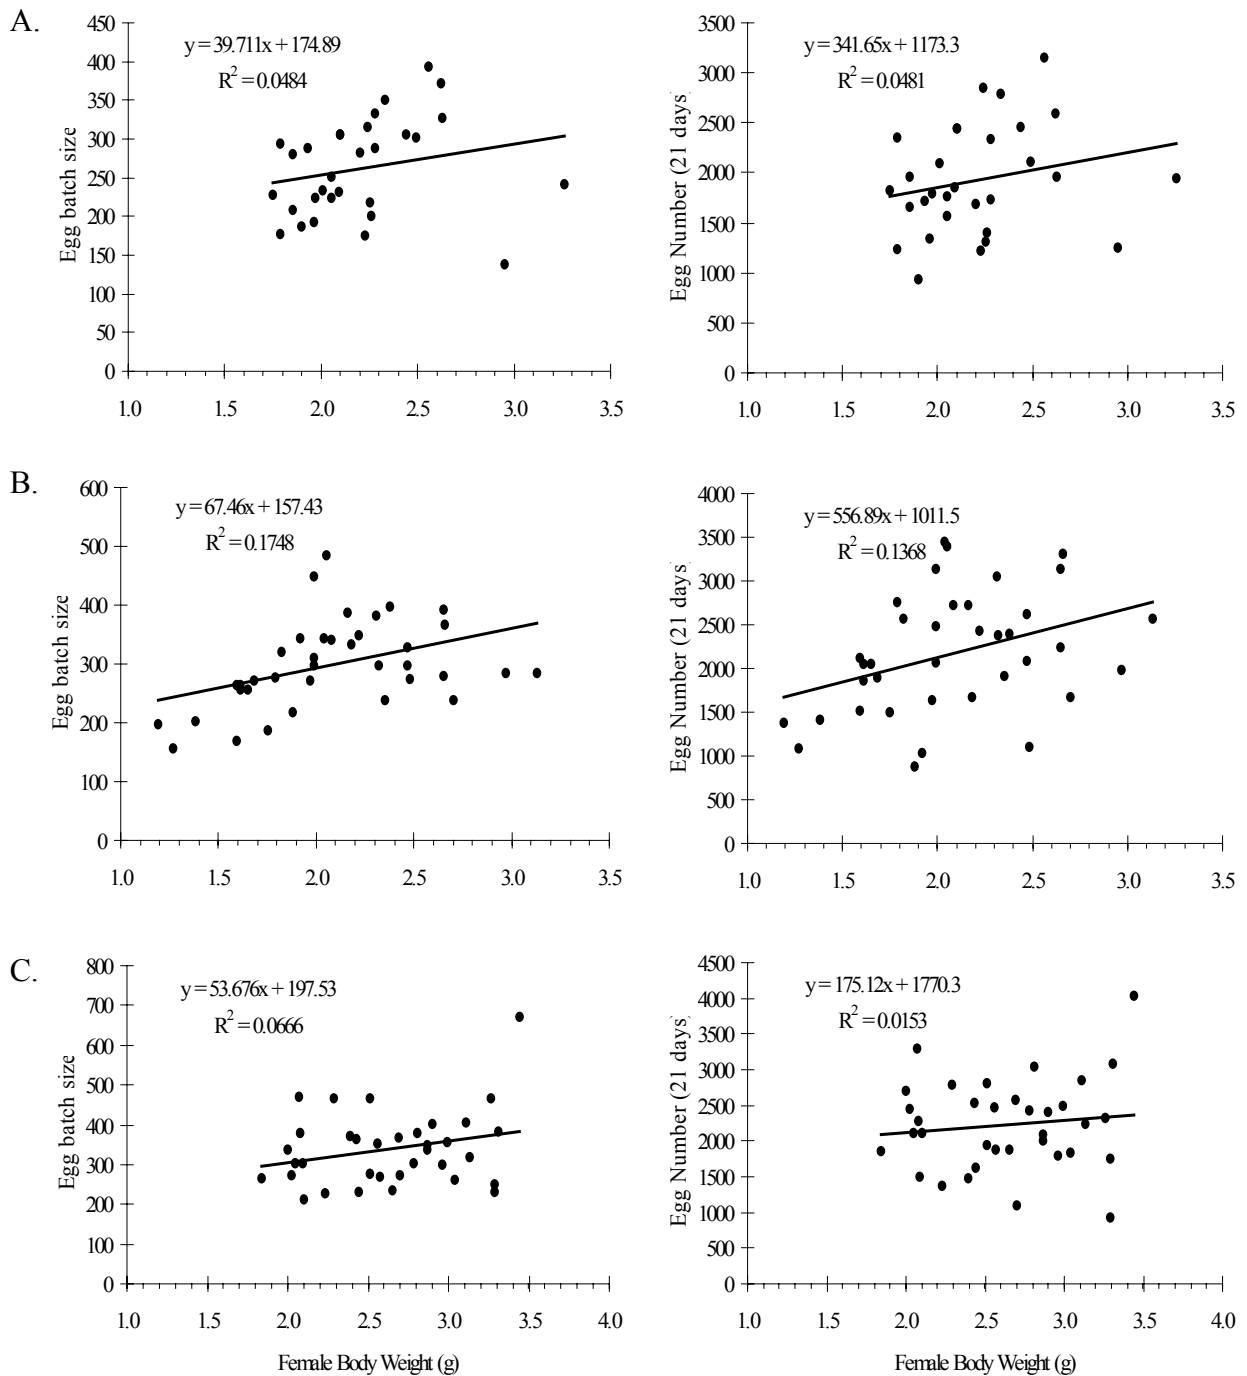 A.
Egg batch size
y = 39.711x + 174.89
R² = 0.0484
450
400
350
300
250
200
150
100
50
0
1.0 1.5 2.0 2.5 3.0 3.5
Egg Number (21 days)
y = 341.65x + 1173.3
R² = 0.0481
3500
3000
2500
2000
1500
1000
500
0
1.0 1.5 2.0 2.5 3.0 3.5
B.
Egg batch size
y = 67.46x + 157.43
R² = 0.1748
600
500
400
300
200
100
0
1.0 1.5 2.0 2.5 3.0 3.5
Egg Number (21 days)
y = 556.89x + 1011.5
R² = 0.1368
4000
3500
3000
2500
2000
1500
1000
500
0
1.0 1.5 2.0 2.5 3.0 3.5
C.
Egg batch size
y = 53.676x + 197.53
R² = 0.0666
800
700
600
500
400
300
200
100
0
1.0 1.5 2.0 2.5 3.0 3.5 4.0
Female Body Weight (g)
Egg Number (21 days)
y = 175.12x + 1770.3
R² = 0.0153
4500
4000
3500
3000
2500
2000
1500
1000
500
0
1.0 1.5 2.0 2.5 3.0 3.5 4.0
Female Body Weight (g)